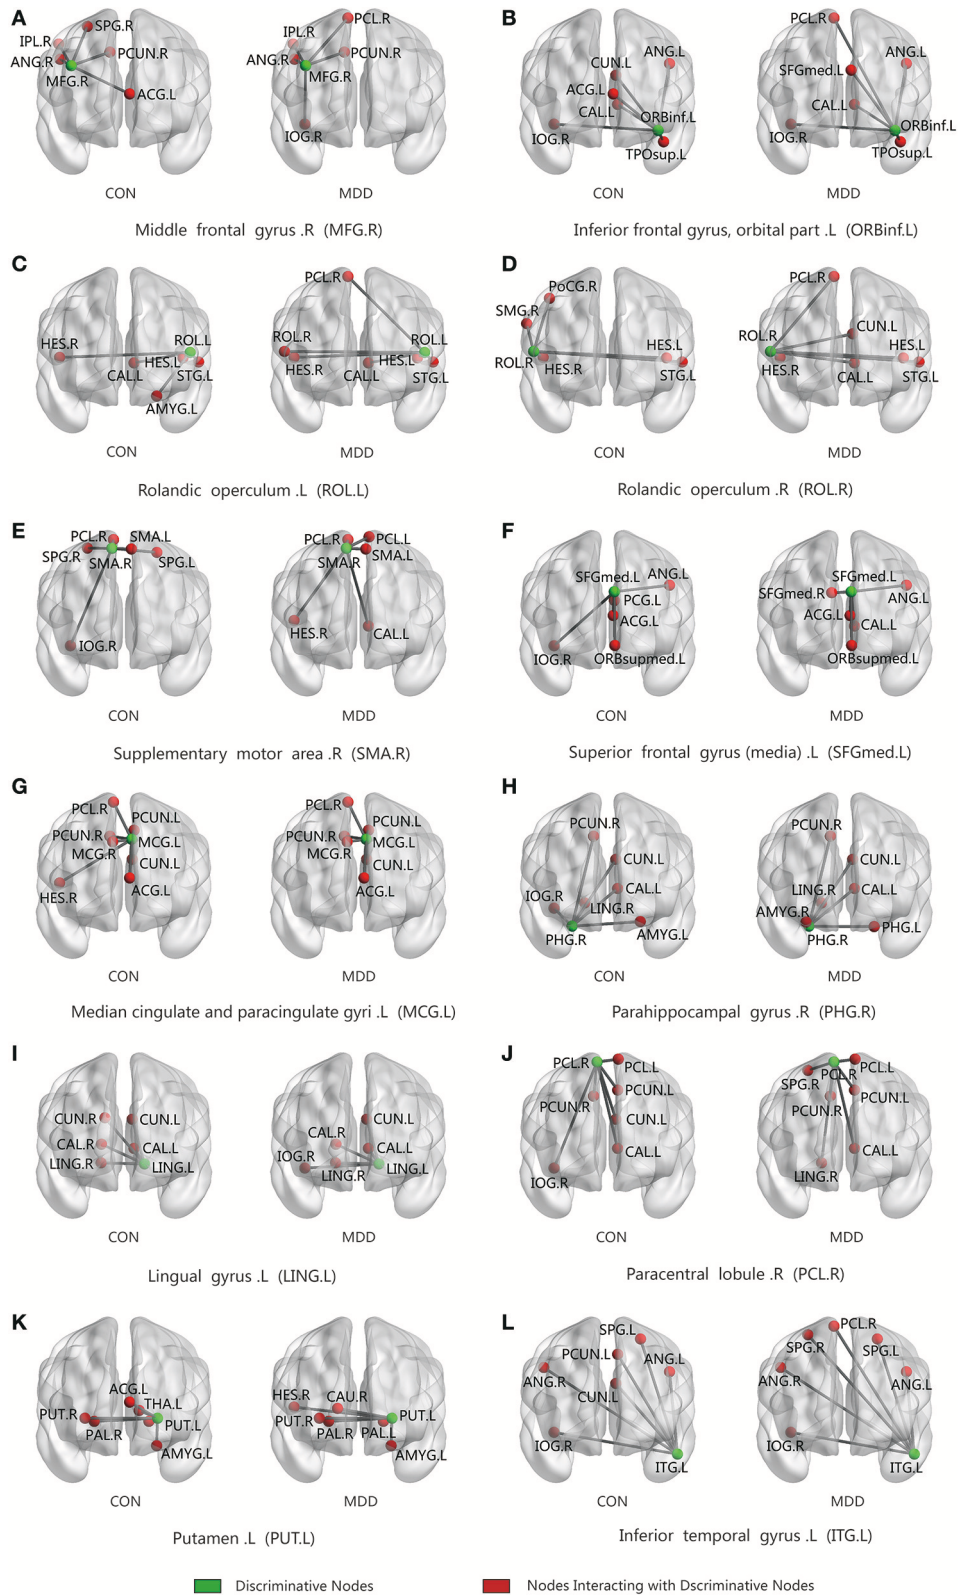 A
SPG.R
IPL.R
PCUN.R
ANG.R
MFG.R
ACG.L
CON
PCL.R
IPL.R
PCUN.R
ANG.R
MFG.R
IOG.R
MDD
Middle frontal gyrus .R (MFG.R)
B
ANG.L
CUN.L
ACG.L
CAL.L
ORBinf.L
IOG.R
TPOsup.L
CON
PCL.R
ANG.L
SFGmed.L
CAL.L
ORBinf.L
IOG.R
TPOsup.L
MDD
Inferior frontal gyrus, orbital part .L (ORBinf.L)
C
HES.R
ROL.L
HES.L
CAL.L
STG.L
AMYG.L
CON
PCL.R
ROL.R
ROL.L
HES.R
HES.L
CAL.L
STG.L
MDD
Rolandic operculum .L (ROL.L)
D
PoCG.R
SMG.R
ROL.R
HES.R
HES.L
STG.L
CON
PCL.R
CUN.L
ROL.R
HES.L
HES.R
CAL.L
STG.L
MDD
Rolandic operculum .R (ROL.R)
E
PCL.R
SMA.L
SPG.R
SMA.R
SPG.L
IOG.R
CON
PCL.R
PCL.L
SMA.R
SMA.L
HES.R
CAL.L
MDD
Supplementary motor area .R (SMA.R)
F
SFGmed.L
ANG.L
PCG.L
ACG.L
IOG.R
ORBsupmed.L
CON
SFGmed.L
SFGmed.R
ANG.L
ACG.L
CAL.L
ORBsupmed.L
MDD
Superior frontal gyrus (media) .L (SFGmed.L)
G
PCL.R
PCUN.L
PCUN.R
MCG.L
MCG.R
CUN.L
HES.R
ACG.L
CON
PCL.R
PCUN.L
PCUN.R
MCG.L
MCG.R
CUN.L
ACG.L
MDD
Median cingulate and paracingulate gyri .L (MCG.L)
H
PCUN.R
CUN.L
CAL.L
IOG.R
LING.R
PHG.R
AMYG.L
CON
PCUN.R
CUN.L
LING.R
CAL.L
AMYG.R
PHG.L
PHG.R
MDD
Parahippocampal gyrus .R (PHG.R)
I
CUN.R
CUN.L
CAL.R
CAL.L
LING.R
LING.L
CON
CUN.L
CAL.R
CAL.L
IOG.R
LING.R
LING.L
MDD
Lingual gyrus .L (LING.L)
J
PCL.R
PCL.L
PCUN.L
PCUN.R
CUN.L
CAL.L
IOG.R
CON
PCL.L
PCL.R
SPG.R
PCUN.L
PCUN.R
CAL.L
LING.R
MDD
Paracentral lobule .R (PCL.R)
K
ACG.L
THA.L
PUT.R
PUT.L
PAL.R
AMYG.L
CON
HES.R
CAU.R
PUT.R
PUT.L
PAL.R
PAL.L
AMYG.L
MDD
Putamen .L (PUT.L)
L
SPG.L
PCUN.L
ANG.L
ANG.R
CUN.L
IOG.R
ITG.L
CON
PCL.R
SPG.R
SPG.L
ANG.R
ANG.L
IOG.R
ITG.L
MDD
Inferior temporal gyrus .L (ITG.L)
Discriminative Nodes
Nodes Interacting with Dscriminative Nodes